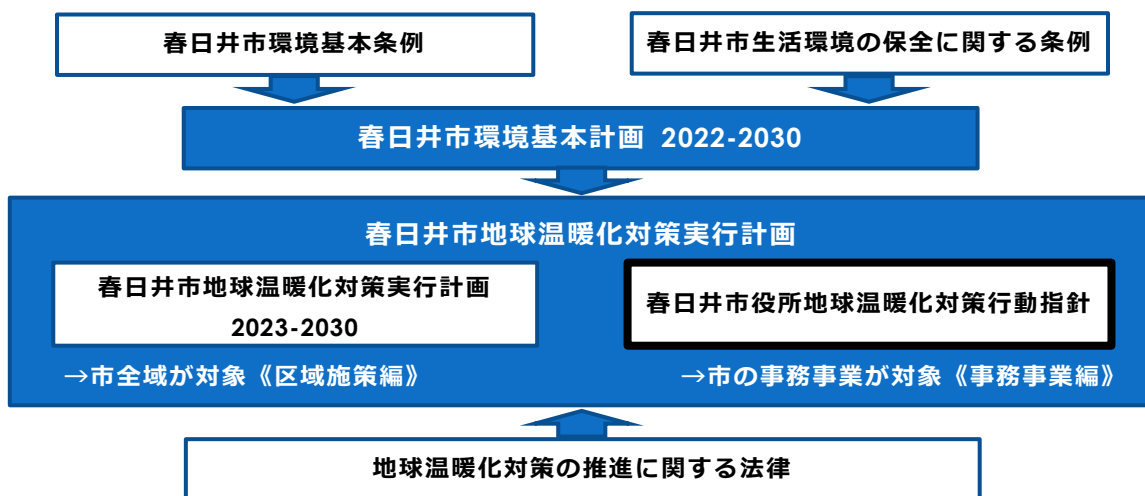 春日井市環境基本条例
春日井市生活環境の保全に関する条例
春日井市環境基本計画 2022-2030
春日井市地球温暖化対策実行計画
春日井市地球温暖化対策実行計画
2023-2030
春日井市役所地球温暖化対策行動指針
→市全域が対象《区域施策編》
→市の事務事業が対象《事務事業編》
地球温暖化対策の推進に関する法律